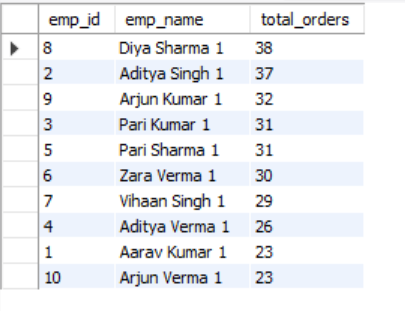 emp_id emp_name total_orders
8 Diya Sharma 1 38
2 Aditya Singh 1 37
9 Arjun Kumar 1 32
3 Pari Kumar 1 31
5 Pari Sharma 1 31
6 Zara Verma 1 30
7 Vihaan Singh 1 29
4 Aditya Verma 1 26
1 Aarav Kumar 1 23
10 Arjun Verma 1 23